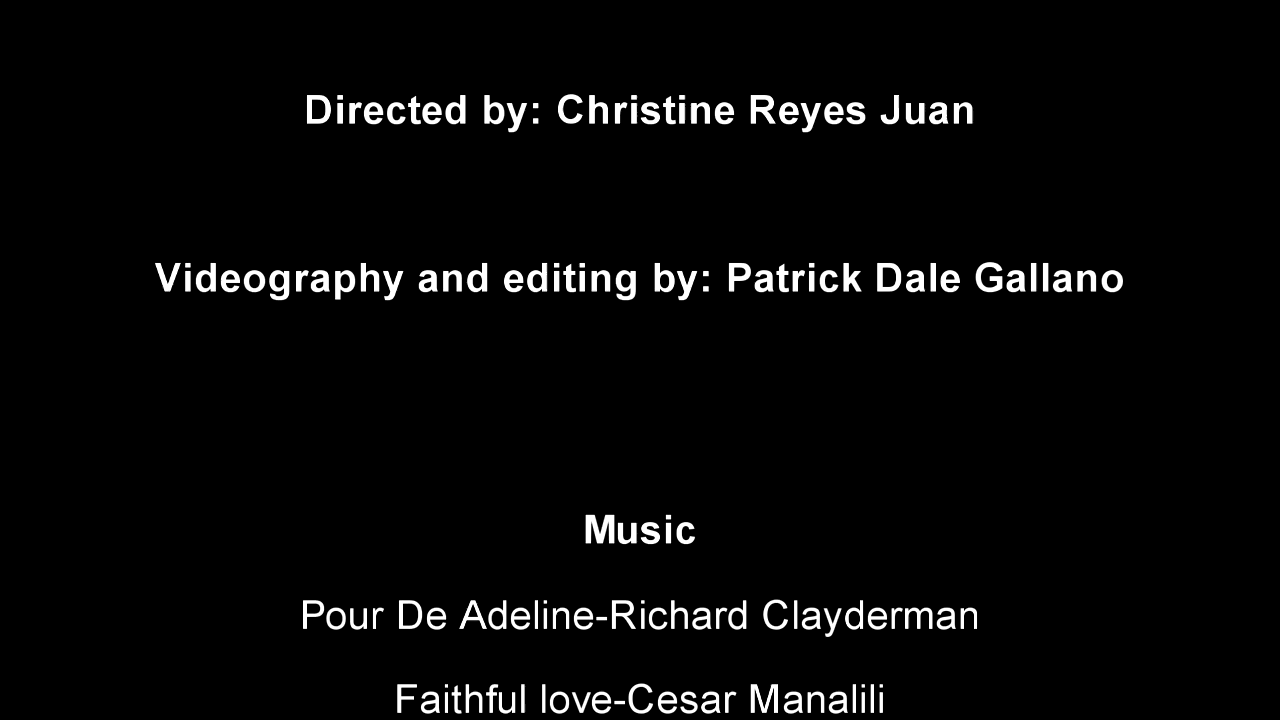 Directed by: Christine Reyes Juan
Videography and editing by: Patrick Dale Gallano
Music
Pour De Adeline-Richard Clayderman
Faithful love-Cesar Manalili